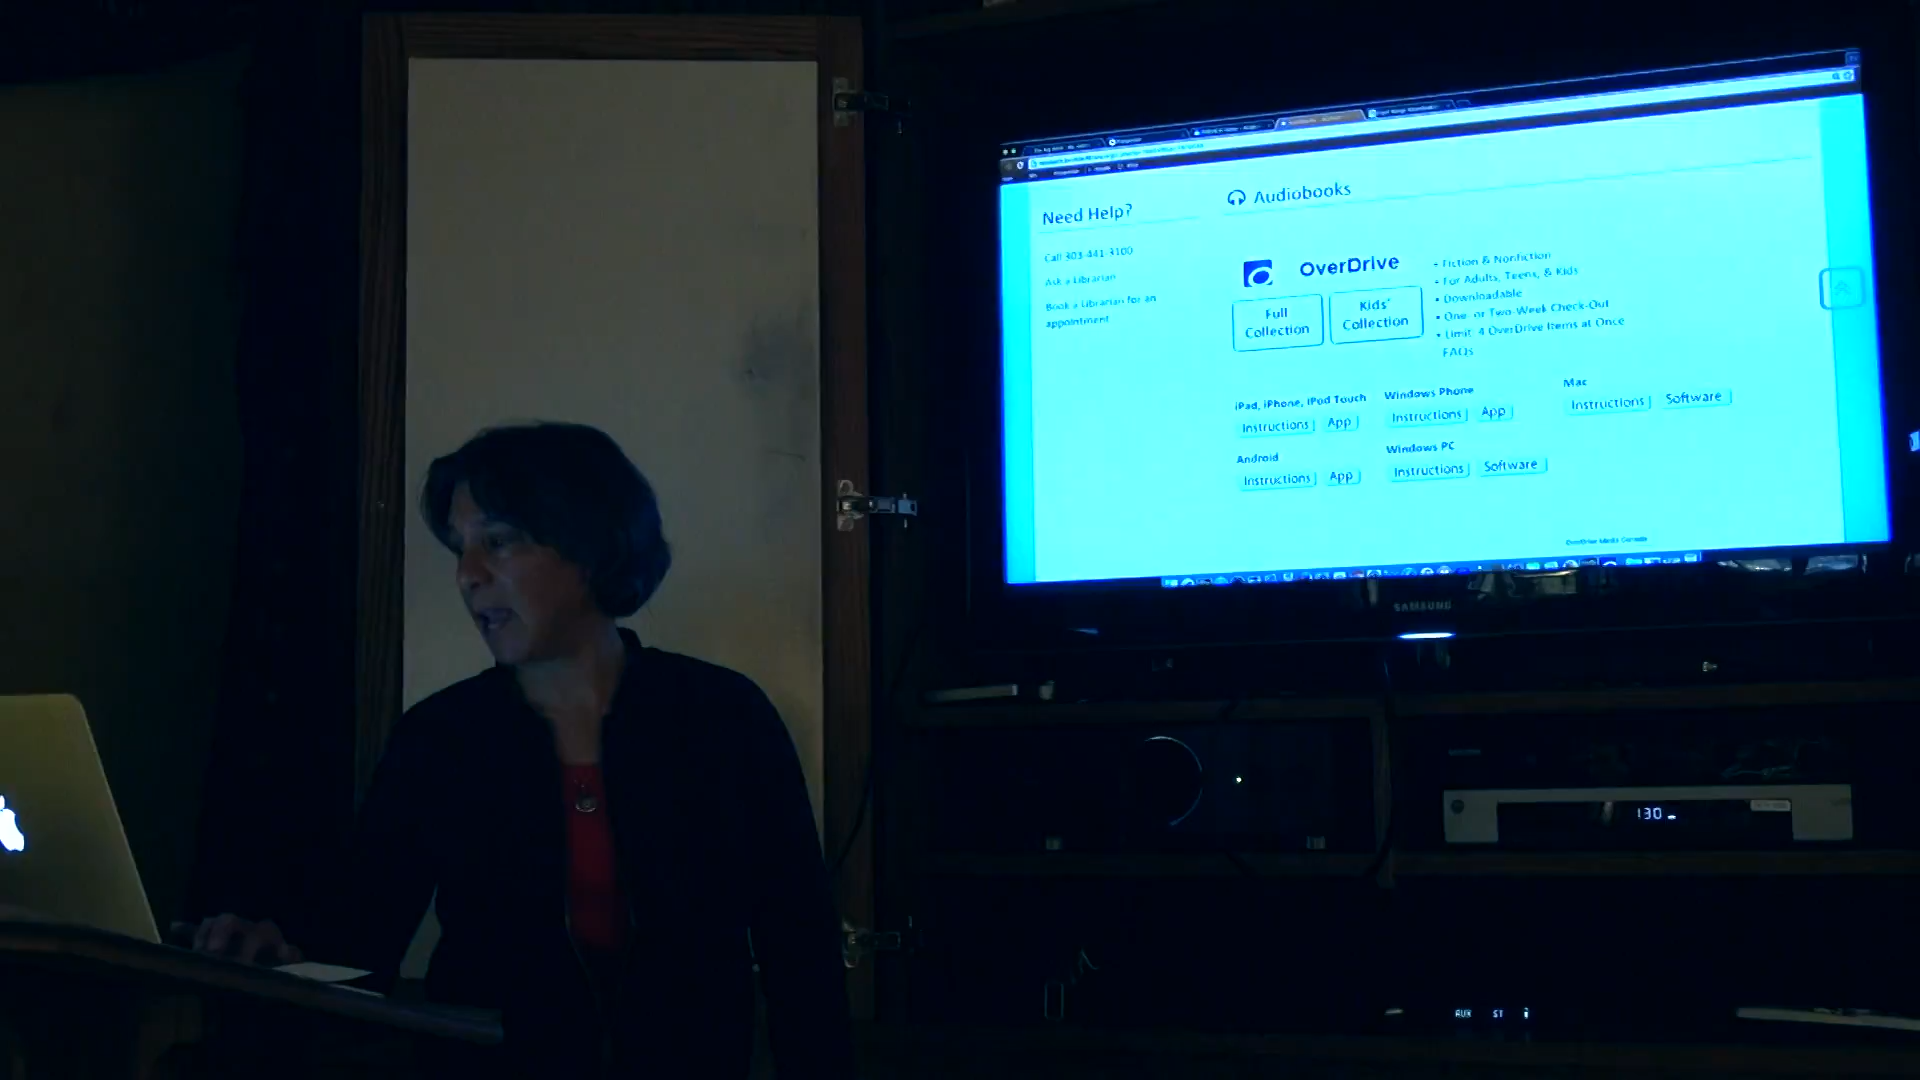 Need Help?
Call 303-441-3100
Ask a Librarian
Book a Librarian for an
appointment
Audiobooks
OverDrive
Full
Collection
Kids'
Collection
• Fiction & Nonfiction
• For Adults, Teens, & Kids
• Downloadable
• One- or Two-Week Check-Out
• Limit: 4 OverDrive Items at Once
FAQs
iPad, iPhone, iPod Touch
Instructions App
Windows Phone
Instructions App
Mac
Instructions Software
Android
Instructions App
Windows PC
Instructions Software
SAMSUNG
130
AUX ST